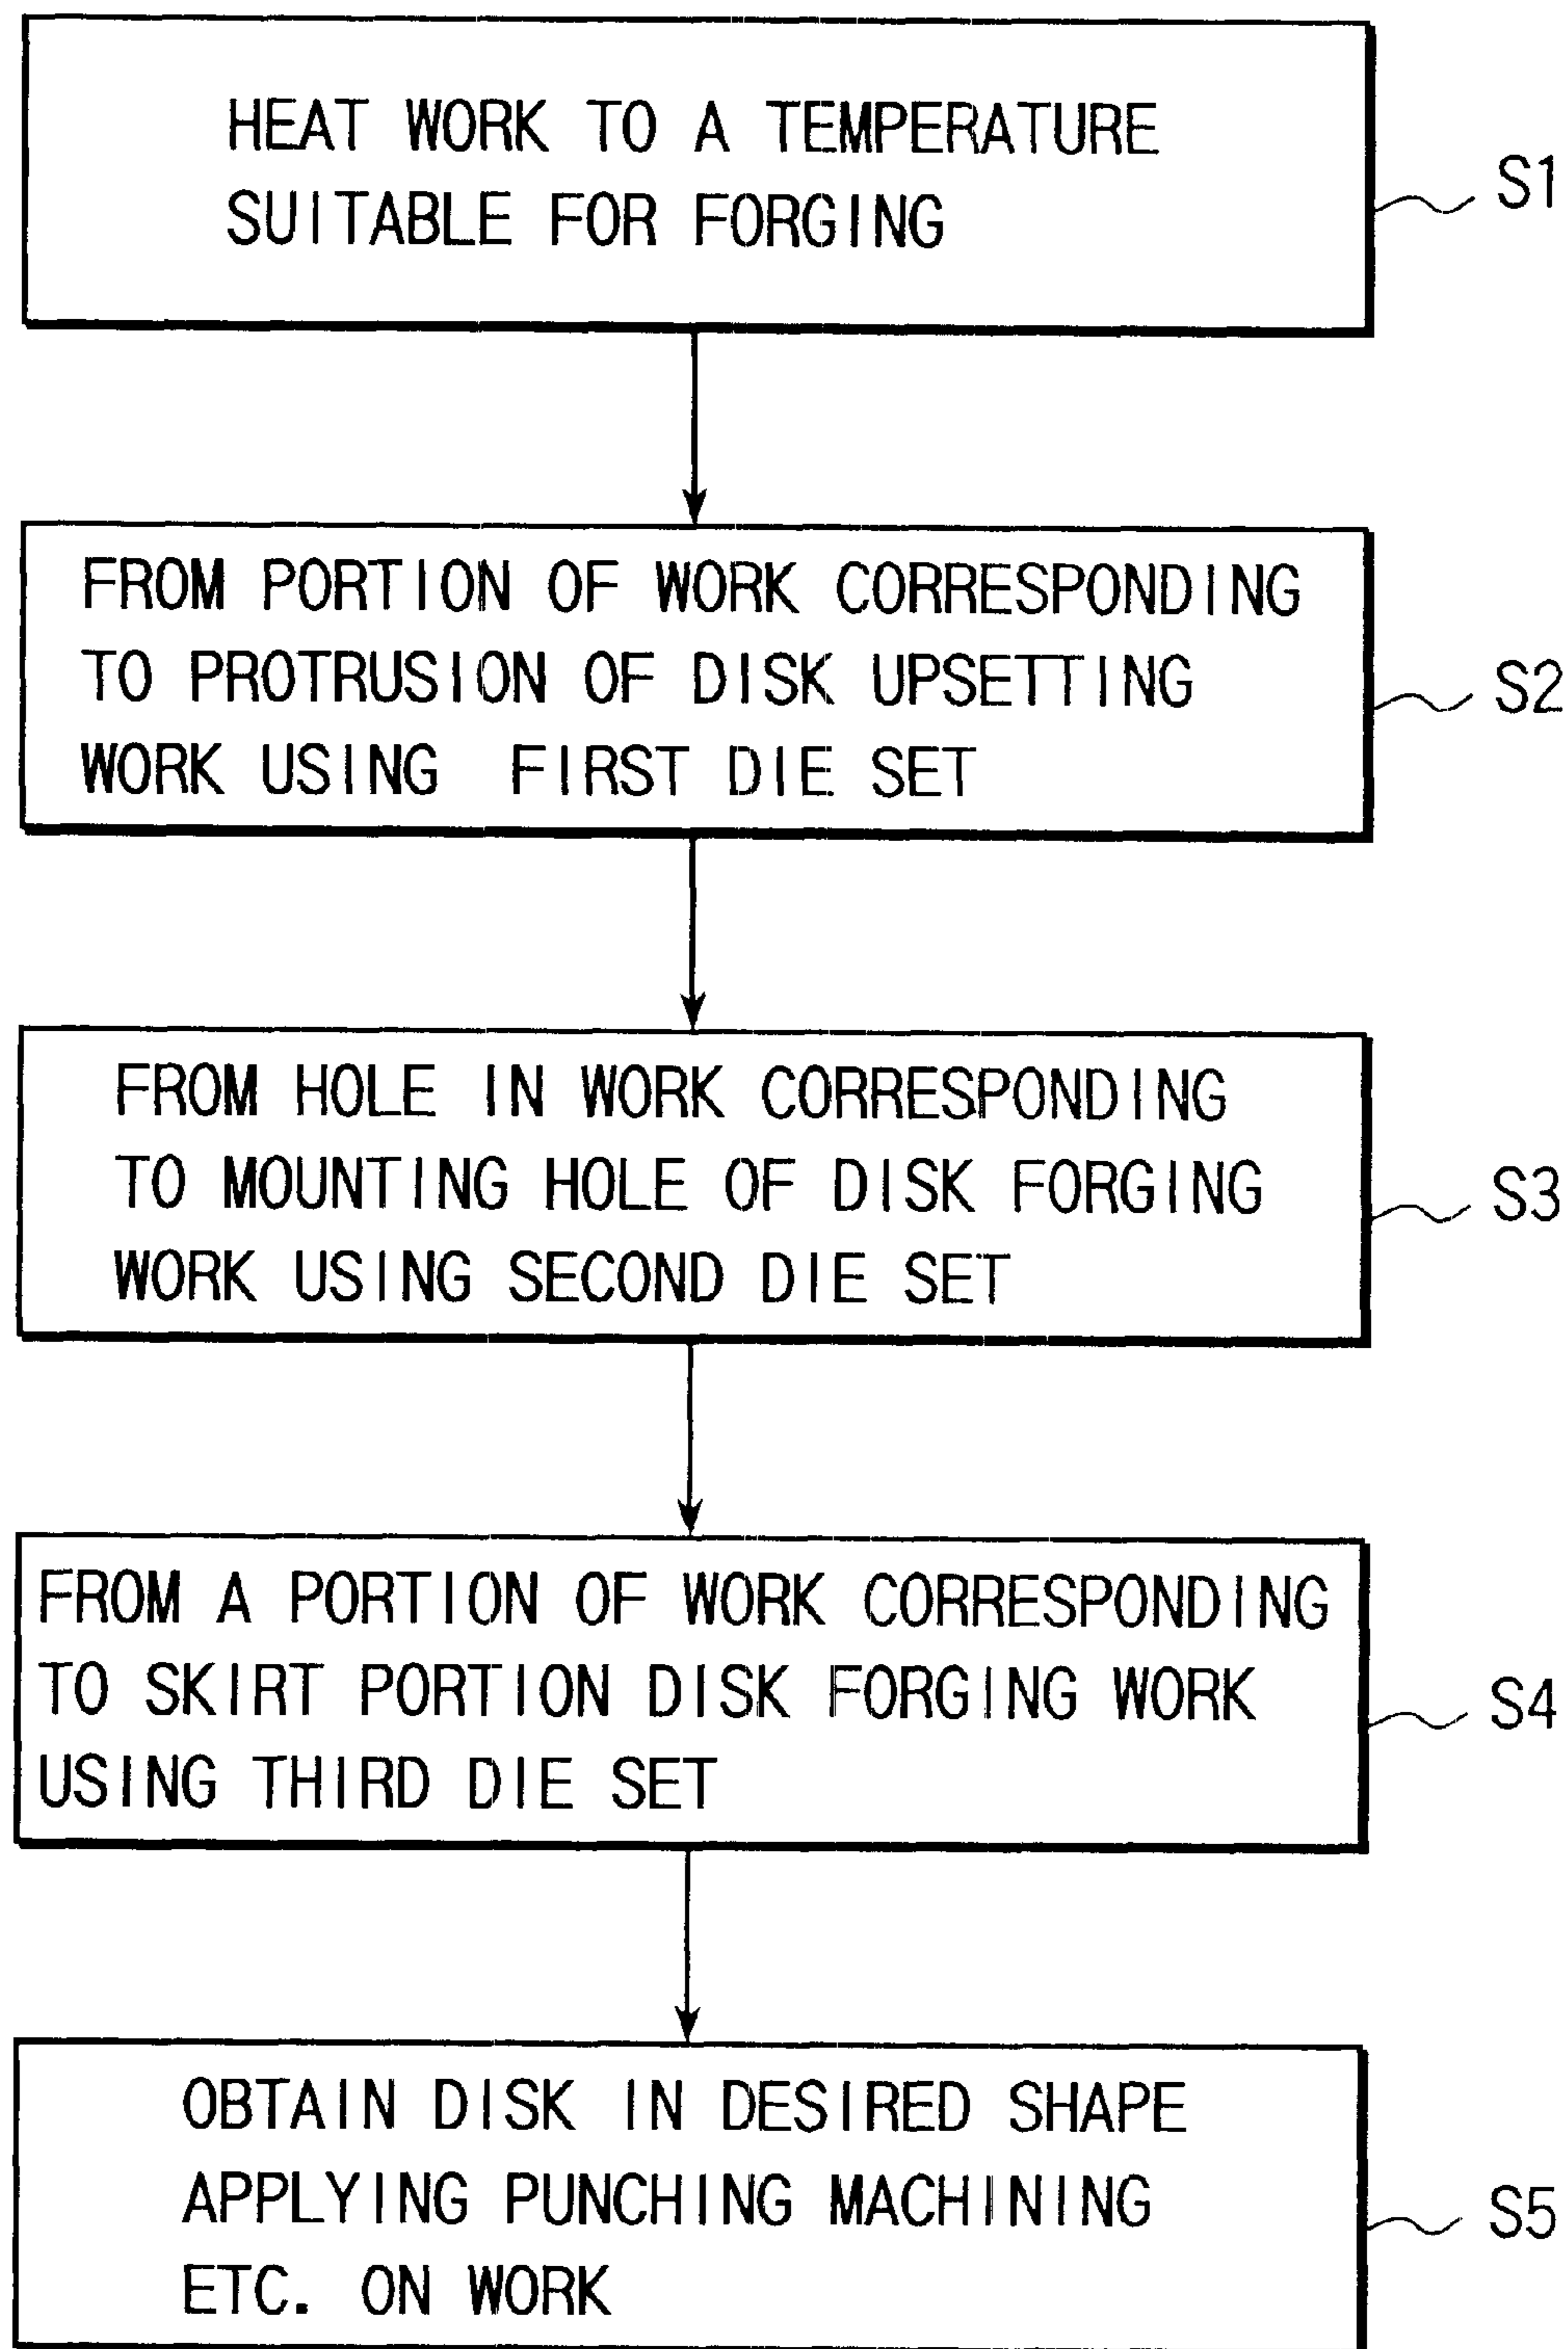 HEAT WORK TO A TEMPERATURE
SUITABLE FOR FORGING
S1
FROM PORTION OF WORK CORRESPONDING
TO PROTRUSION OF DISK UPSETTING
WORK USING FIRST DIE SET
S2
FROM HOLE IN WORK CORRESPONDING
TO MOUNTING HOLE OF DISK FORGING
WORK USING SECOND DIE SET
S3
FROM A PORTION OF WORK CORRESPONDING
TO SKIRT PORTION DISK FORGING WORK
USING THIRD DIE SET
S4
OBTAIN DISK IN DESIRED SHAPE
APPLYING PUNCHING MACHINING
ETC. ON WORK
S5